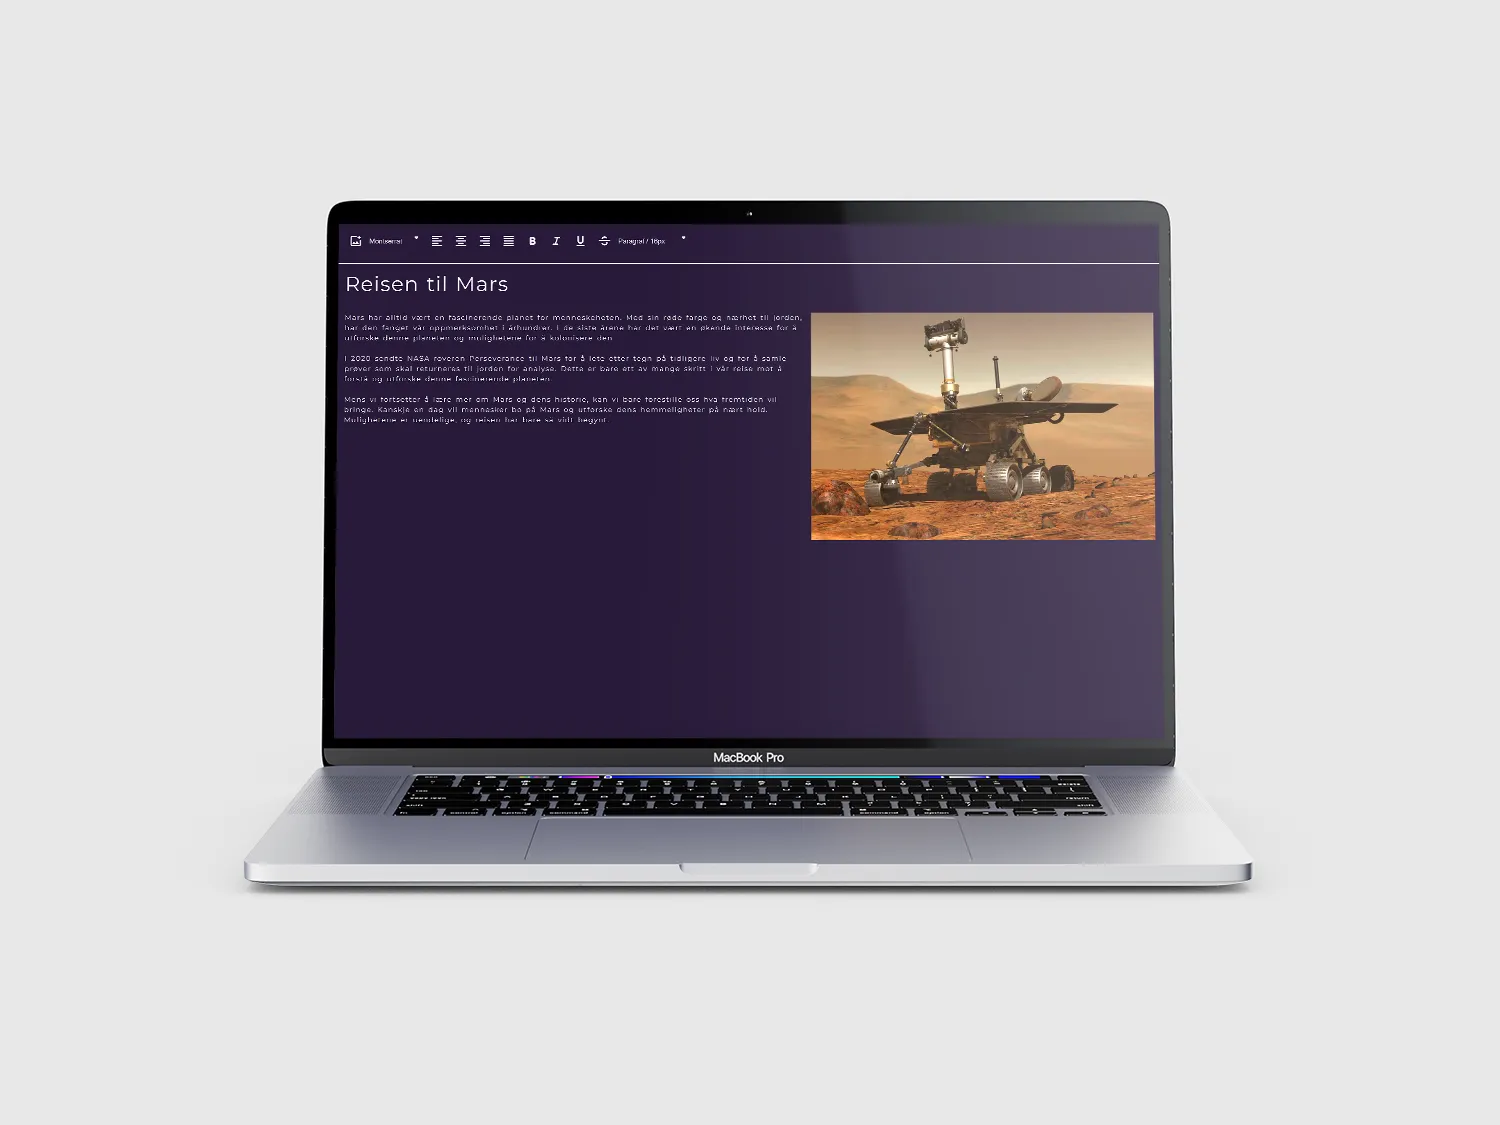 Montserrat
B I U S
Paragraf / 16px
Reisen til Mars
Mars har alltid vært en fascinerende planet for menneskeheten. Med sin røde farge og nærhet til jorden,
har den fanget vår oppmerksomhet i århundrer. I de siste årene har det vært en økende interesse for å
utforske denne planeten og mulighetene for å kolonisere den.
I 2020 sendte NASA roveren Perseverance til Mars for å lete etter tegn på tidligere liv og for å samle
prøver som skal returneres til jorden for analyse. Dette er bare ett av mange skritt i vår reise mot å
forstå og utforske denne fascinerende planeten.
Mens vi fortsetter å lære mer om Mars og dens historie, kan vi bare forestille oss hva fremtiden vil
bringe. Kanskje en dag vil mennesker bo på Mars og utforske dens hemmeligheter på nært hold.
Mulighetene er uendelige, og reisen har bare så vidt begynt.
MacBook Pro